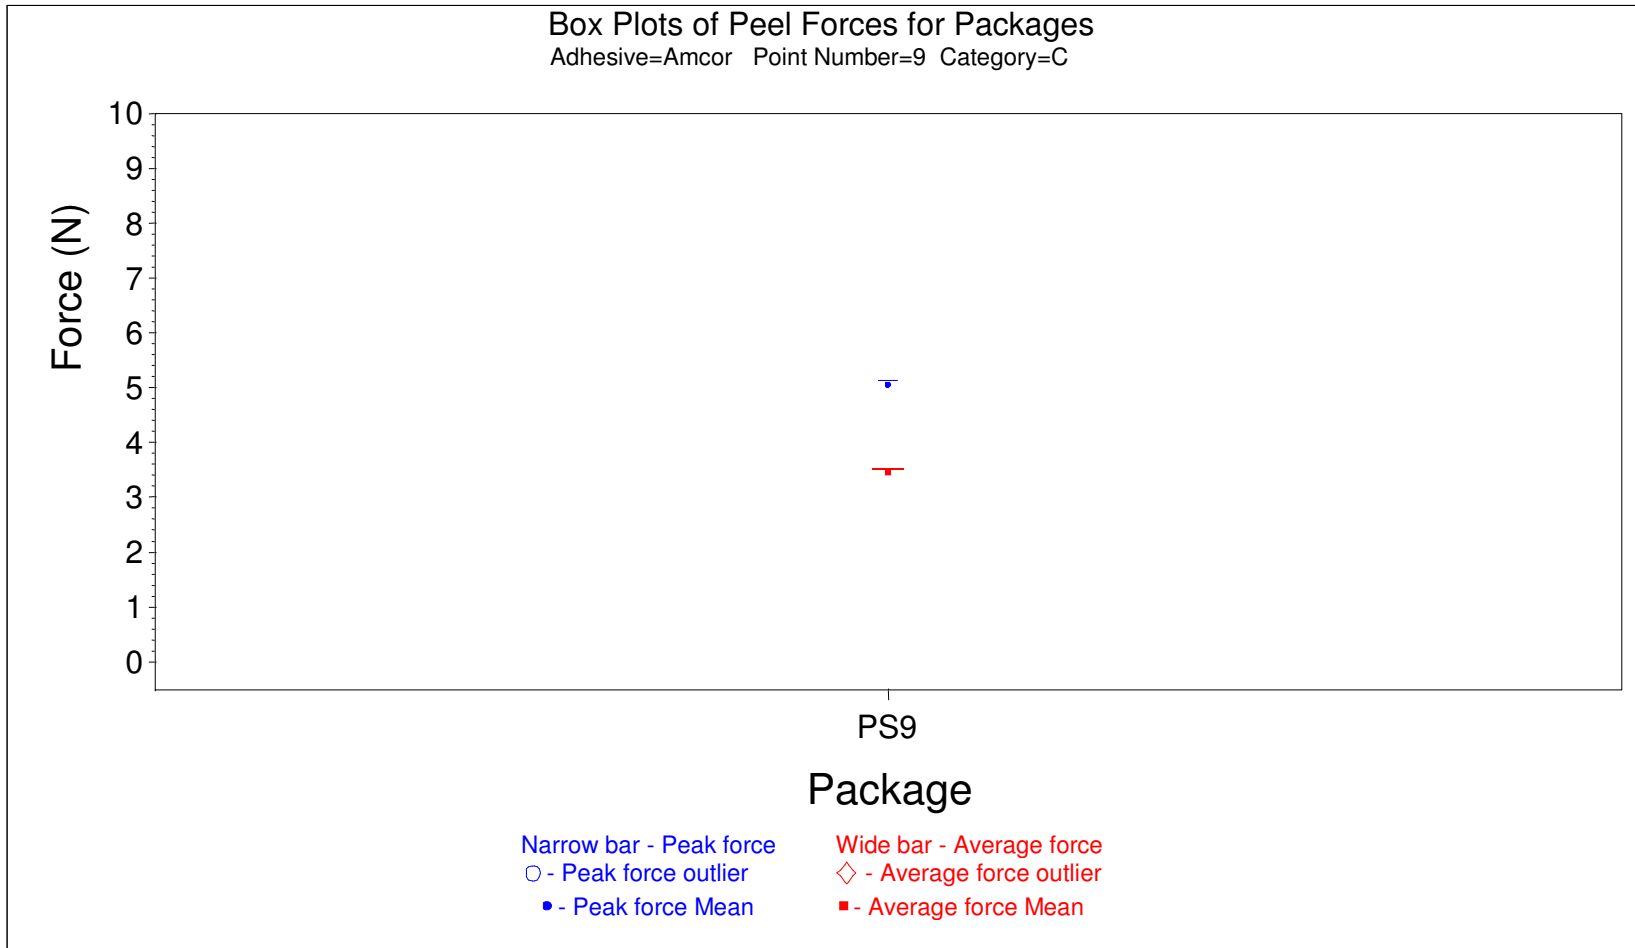 Box Plots of Peel Forces for Packages
Adhesive=Amcor Point Number=9 Category=C
Force (N)
10
9
8
7
6
5
4
3
2
1
0
PS9
Package
Narrow bar - Peak force Wide bar - Average force
- Peak force outlier - Average force outlier
- Peak force Mean - Average force Mean